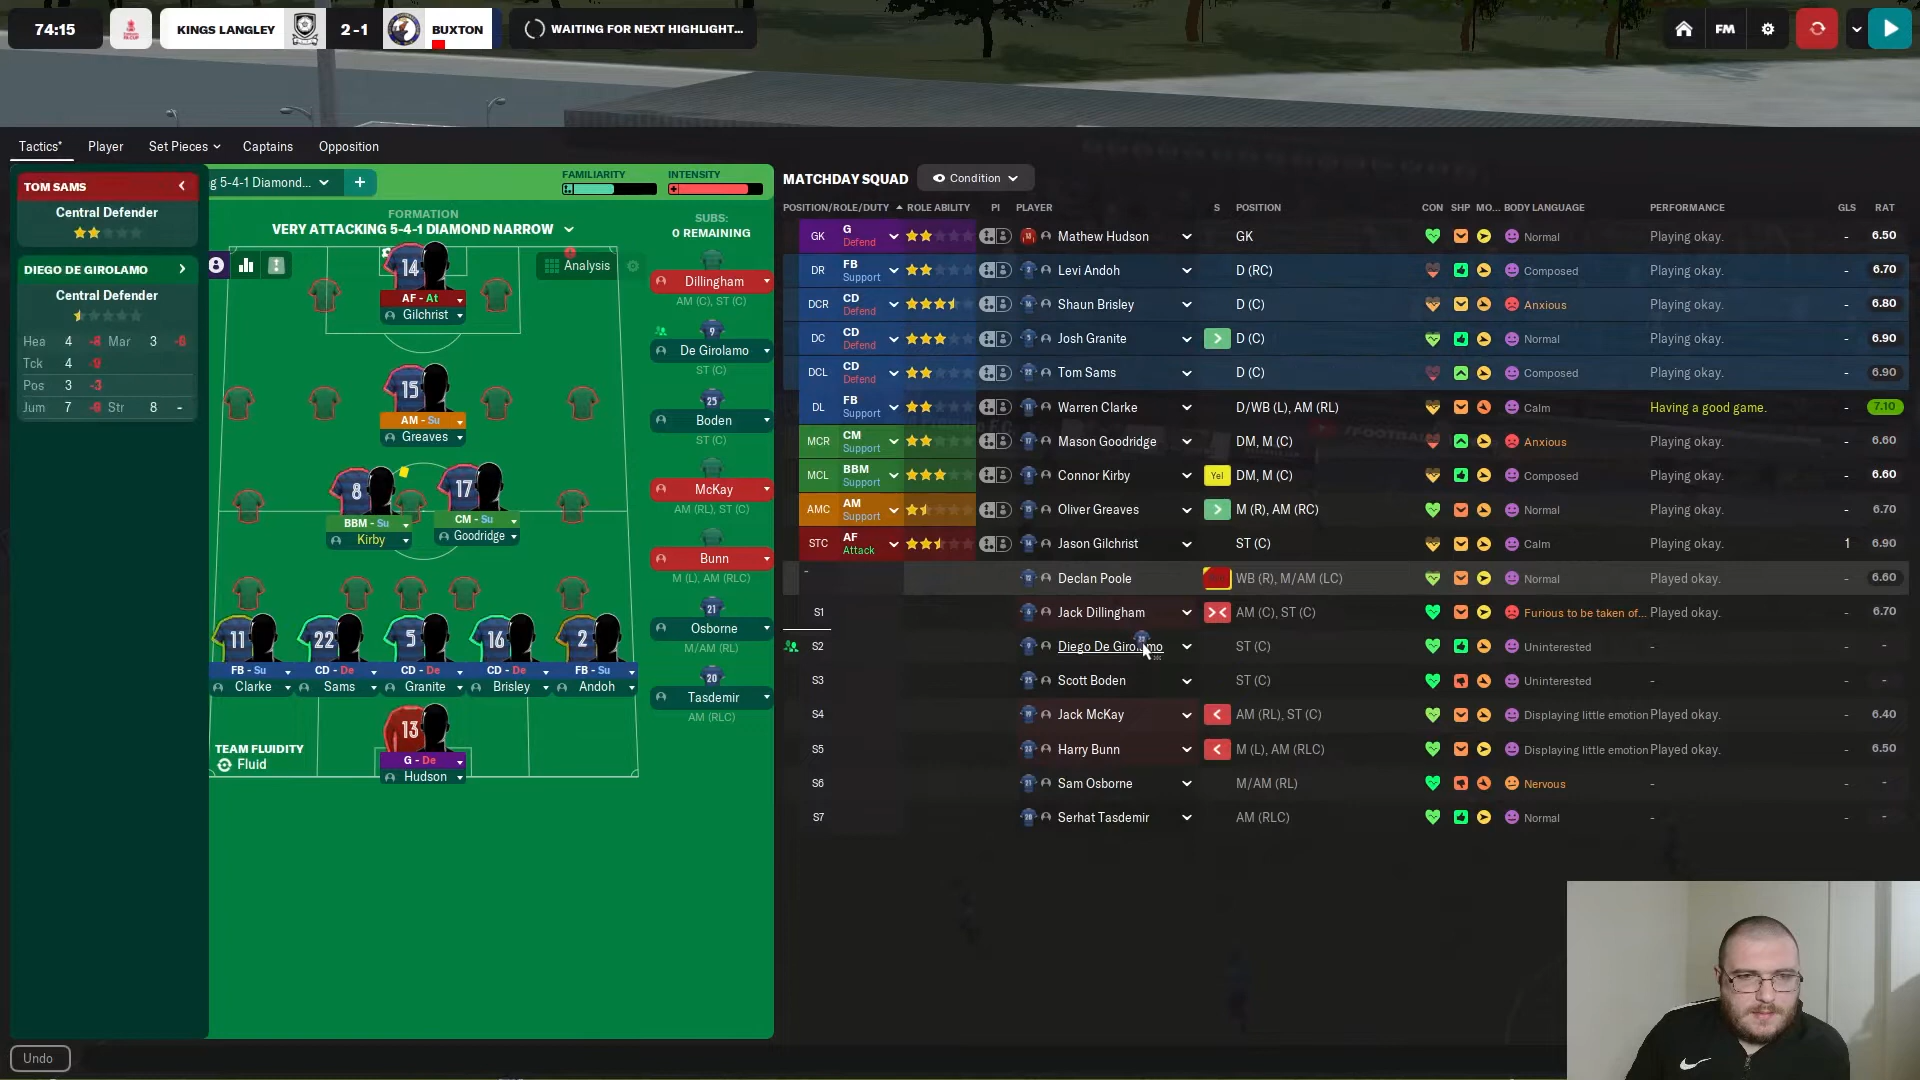 74:15 KINGS LANGLEY 2 - 1 BUXTON WAITING FOR NEXT HIGHLIGHT... FM
Tactics* Player Set Pieces Captains Opposition
TOM SAMS
Central Defender
DIEGO DE GIROLAMO
Central Defender
Hea 4 -8 Mar 3 -8
Tck 4 -9
Pos 3 -3
Jum 7 -9 Str 8 -
g 5-4-1 Diamond... + FAMILIARITY INTENSITY
FORMATION
VERY ATTACKING 5-4-1 DIAMOND NARROW
SUBS:
0 REMAINING
Analysis
14
AF - At
Gilchrist
15
AM - Su
Greaves
8 17
BBM - Su CM - Su
Kirby Goodridge
11 22 5 16 2
FB - Su CD - De CD - De CD - De FB - Su
Clarke Sams Granite Brisley Andoh
13
G - De
Hudson
TEAM FLUIDITY
Fluid
Dillingham
AM (C), ST (C)
9
De Girolamo
ST (C)
25
Boden
ST (C)
McKay
AM (RL), ST (C)
Bunn
M (L), AM (RLC)
21
Osborne
M/AM (RL)
20
Tasdemir
AM (RLC)
MATCHDAY SQUAD Condition
POSITION/ROLE/DUTY ROLE ABILITY PI PLAYER S POSITION CON SHP MO... BODY LANGUAGE PERFORMANCE GLS RAT
GK G Defend Mathew Hudson GK Normal Playing okay. - 6.50
DR FB Support Levi Andoh D (RC) Composed Playing okay. - 6.70
DCR CD Defend Shaun Brisley D (C) Anxious Playing okay. - 6.80
DC CD Defend Josh Granite D (C) Normal Playing okay. - 6.90
DCL CD Defend Tom Sams D (C) Composed Playing okay. - 6.90
DL FB Support Warren Clarke D/WB (L), AM (RL) Calm Having a good game. - 7.10
MCR CM Support Mason Goodridge DM, M (C) Anxious Playing okay. - 6.60
MCL BBM Support Connor Kirby Yel DM, M (C) Composed Playing okay. - 6.60
AMC AM Support Oliver Greaves M (R), AM (RC) Normal Playing okay. - 6.70
STC AF Attack Jason Gilchrist ST (C) Calm Playing okay. 1 6.90
- Declan Poole WB (R), M/AM (LC) Normal Played okay. - 6.60
S1 Jack Dillingham AM (C), ST (C) Furious to be taken of... Played okay. - 6.70
S2 Diego De Girolamo ST (C) Uninterested - - -
S3 Scott Boden ST (C) Uninterested - - -
S4 Jack McKay AM (RL), ST (C) Displaying little emotion Played okay. - 6.40
S5 Harry Bunn M (L), AM (RLC) Displaying little emotion Played okay. - 6.50
S6 Sam Osborne M/AM (RL) Nervous - - -
S7 Serhat Tasdemir AM (RLC) Normal - - -
Undo